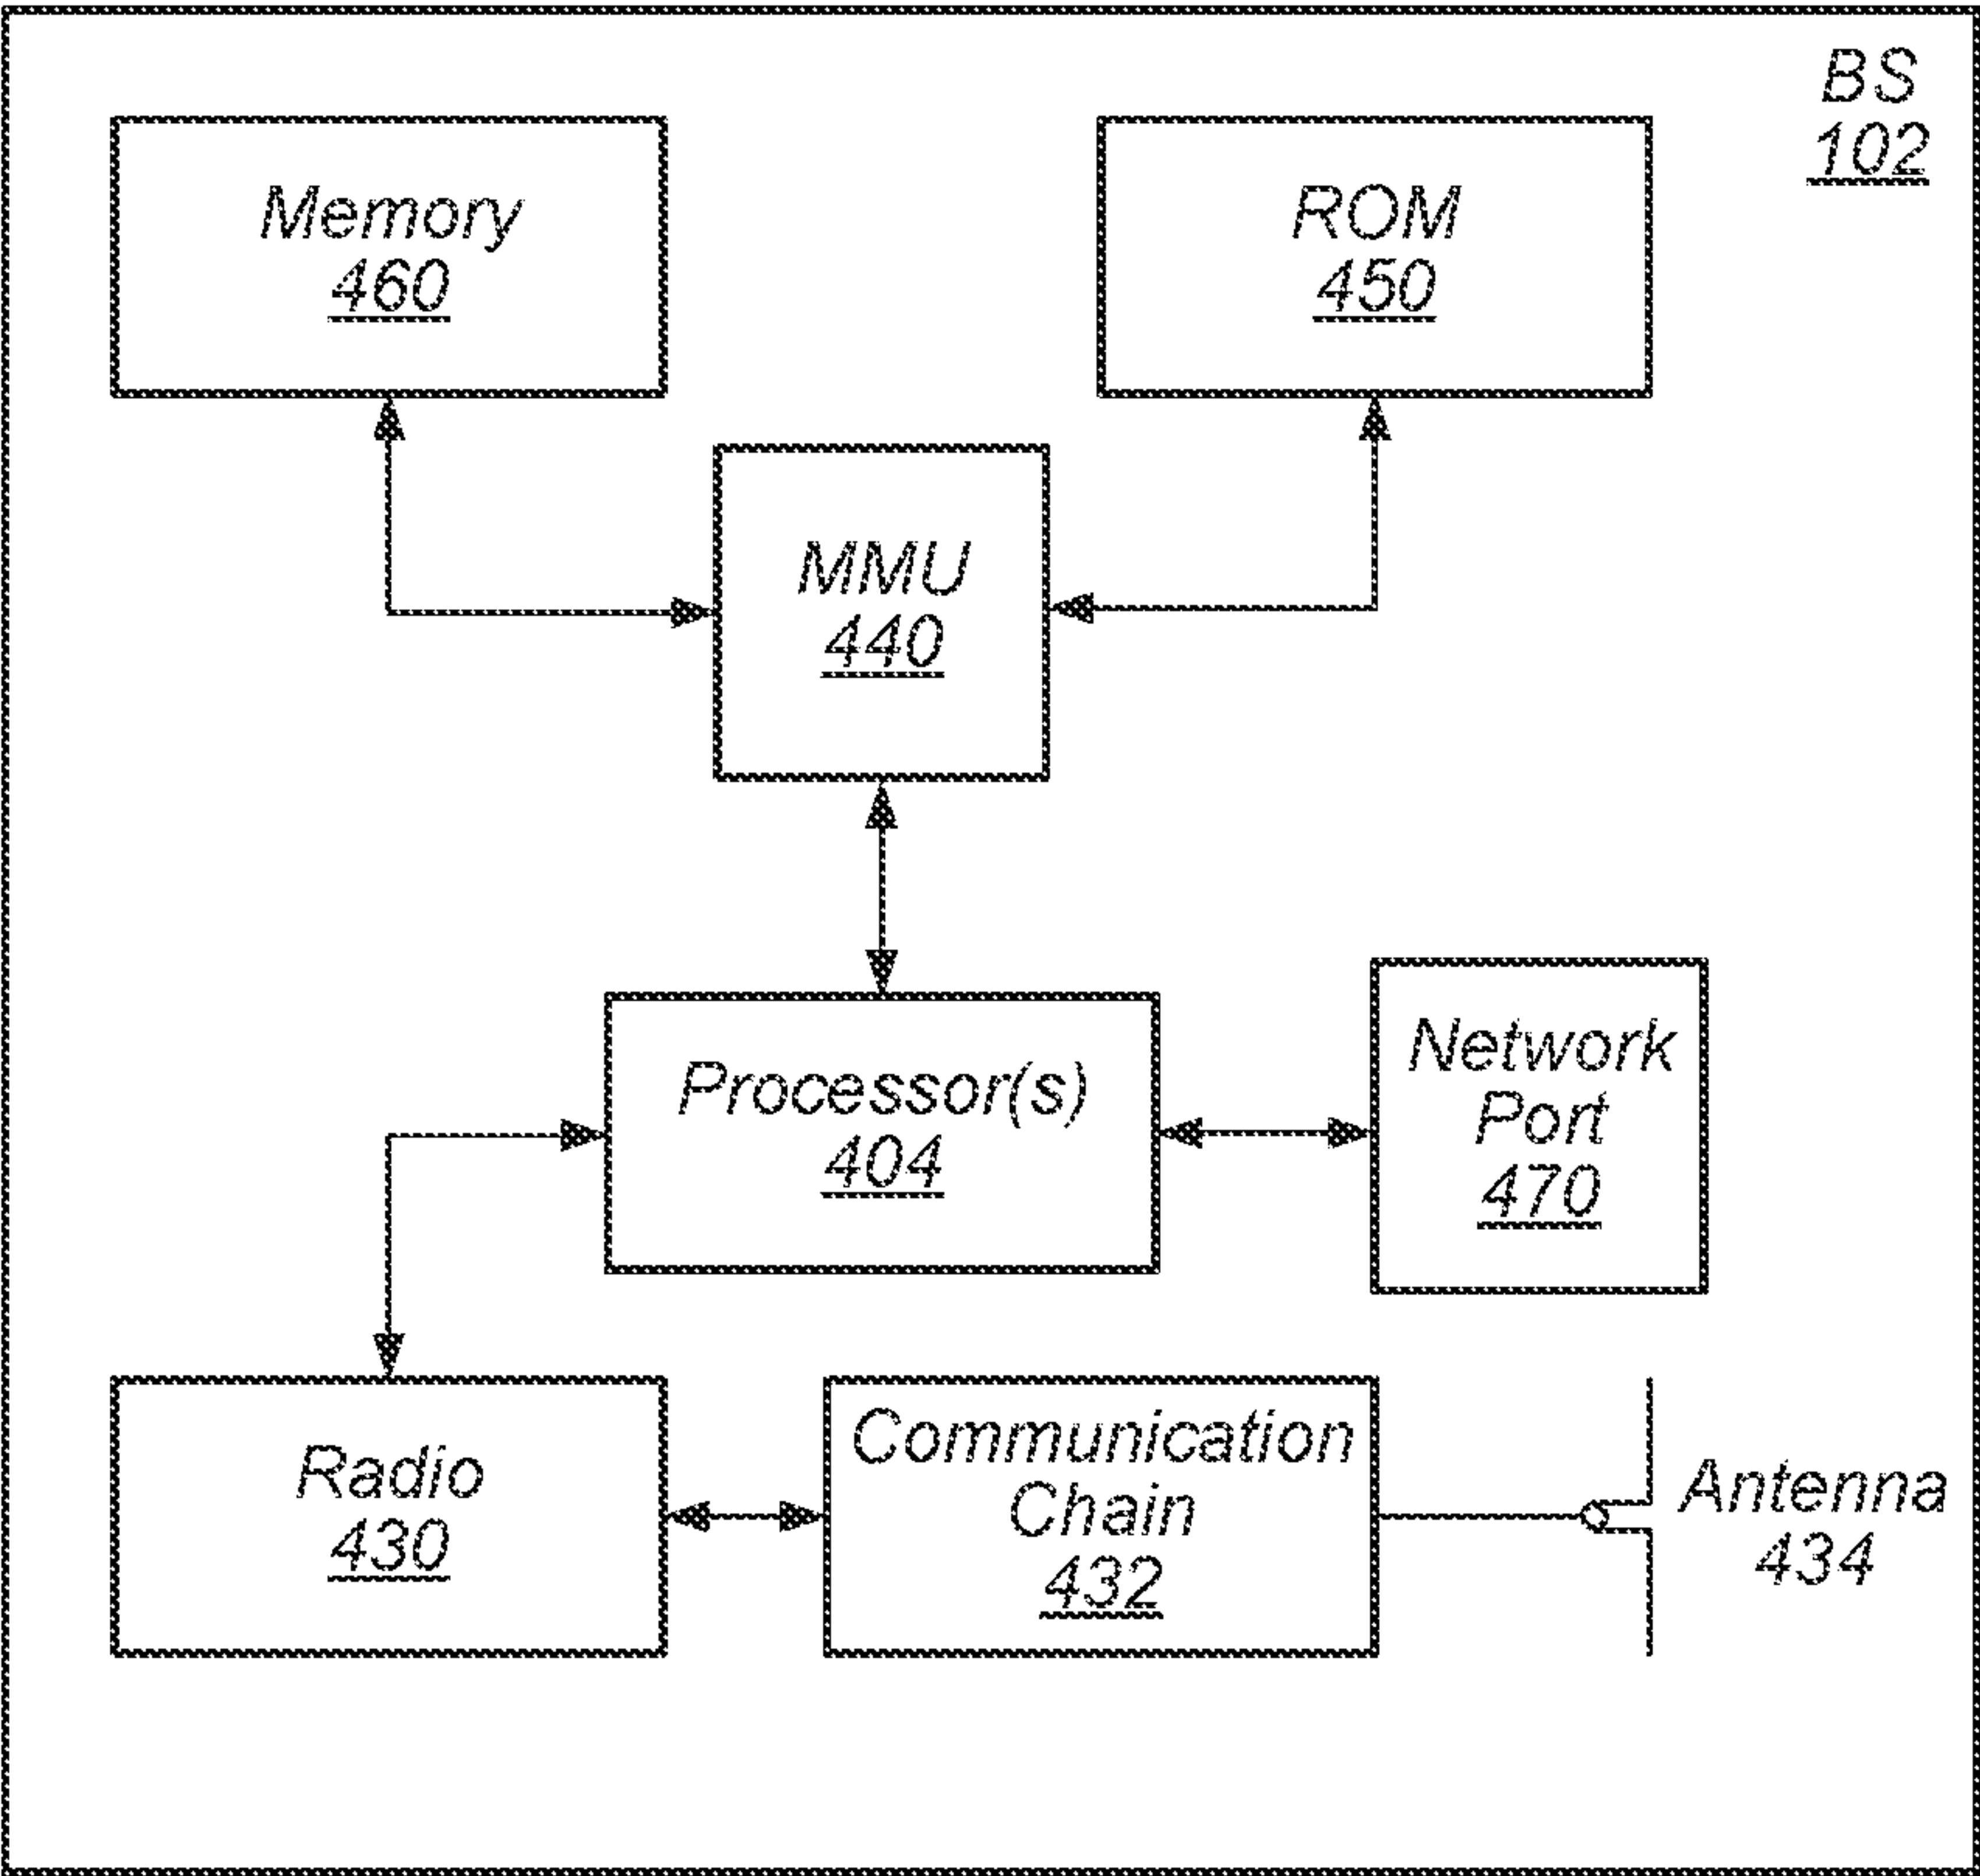 BS
102
Memory
460
ROM
450
MMU
440
Processor(s)
404
Network
Port
470
Radio
430
Communication
Chain
432
Antenna
434